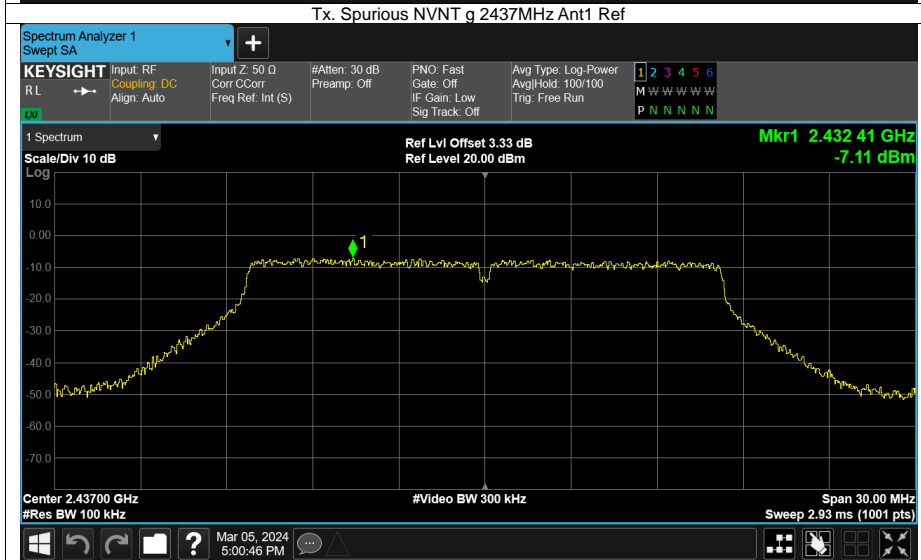 Tx. Spurious NVNT g 2437MHz Ant1 Ref
Spectrum Analyzer 1
Swept SA
+
KEYSIGHT
R L
LXI
Input: RF
Coupling: DC
Align: Auto
Input Z: 50 Ω
Corr CCorr
Freq Ref: Int (S)
#Atten: 30 dB
Preamp: Off
PNO: Fast
Gate: Off
IF Gain: Low
Sig Track: Off
Avg Type: Log-Power
Avg|Hold: 100/100
Trig: Free Run
1 2 3 4 5 6
M W W W W W
P N N N N N
1 Spectrum
Scale/Div 10 dB
Ref Lvl Offset 3.33 dB
Ref Level 20.00 dBm
Mkr1 2.432 41 GHz
-7.11 dBm
Log
10.0
0.00
1
-10.0
-20.0
-30.0
-40.0
-50.0
-60.0
-70.0
Center 2.43700 GHz
#Res BW 100 kHz
#Video BW 300 kHz
Span 30.00 MHz
Sweep 2.93 ms (1001 pts)
?
Mar 05, 2024
5:00:46 PM